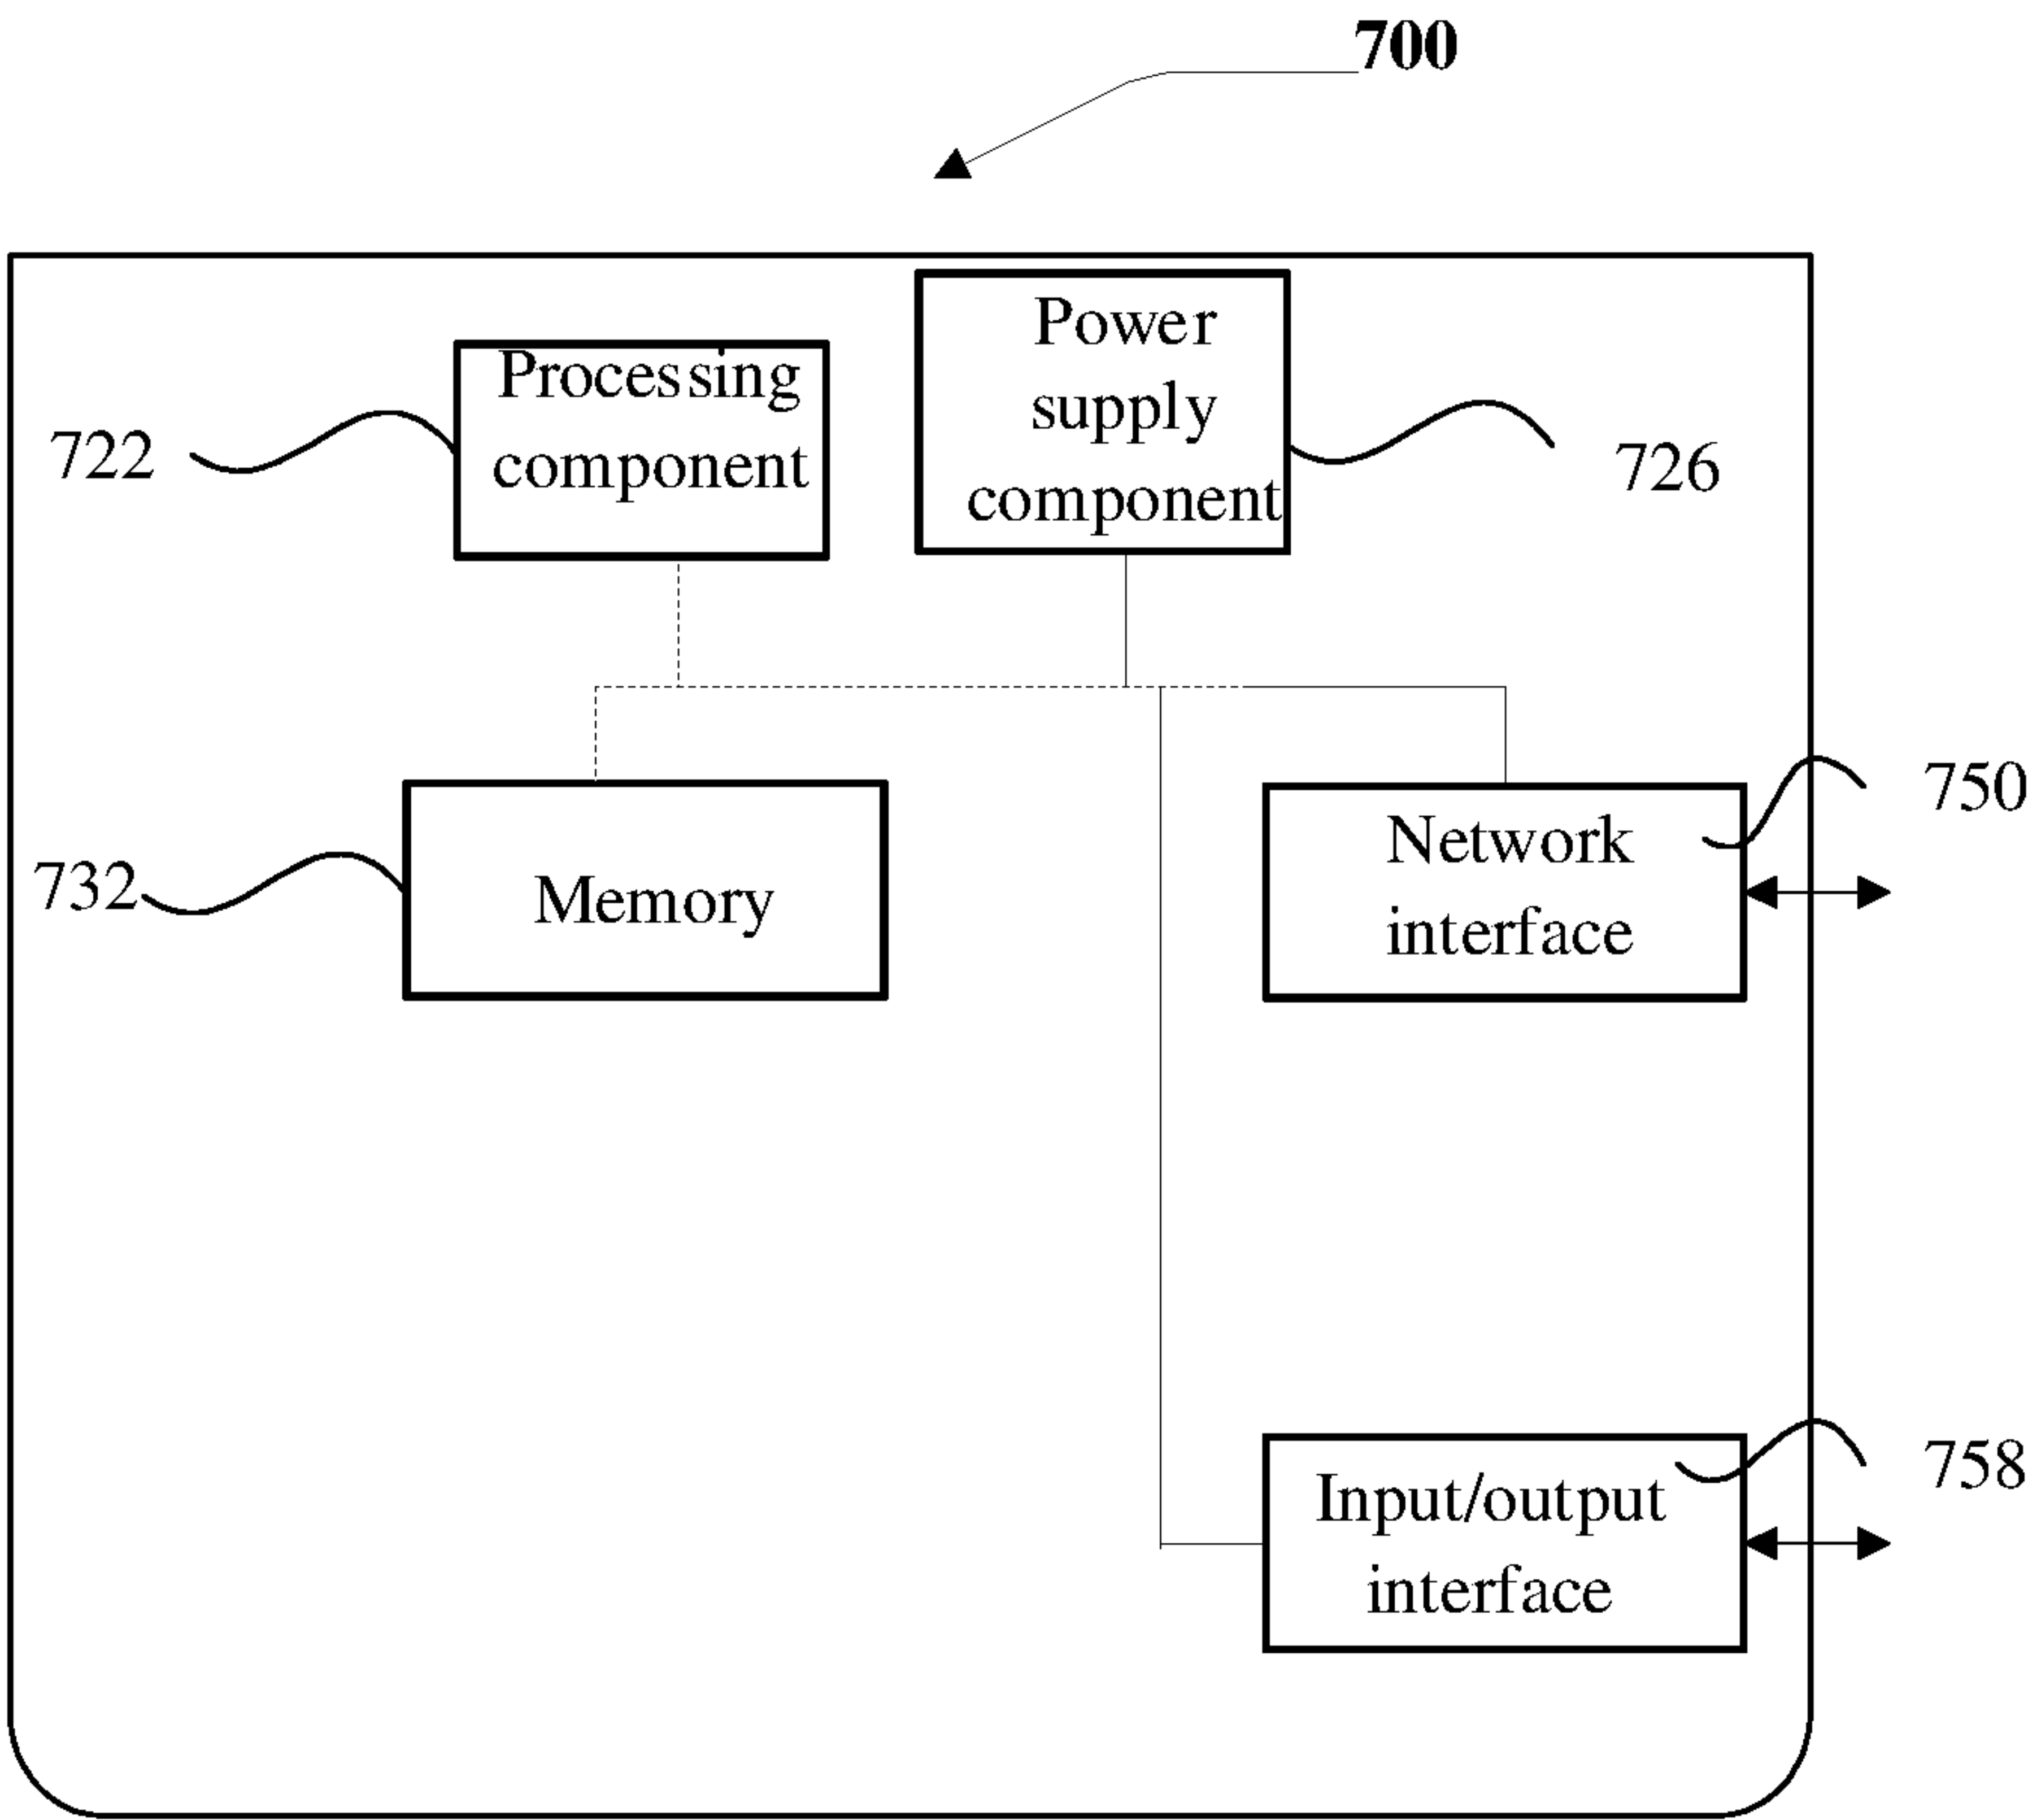 700
Power
supply
component
Processing
component
722
726
750
Network
interface
732
Memory
758
Input/output
interface